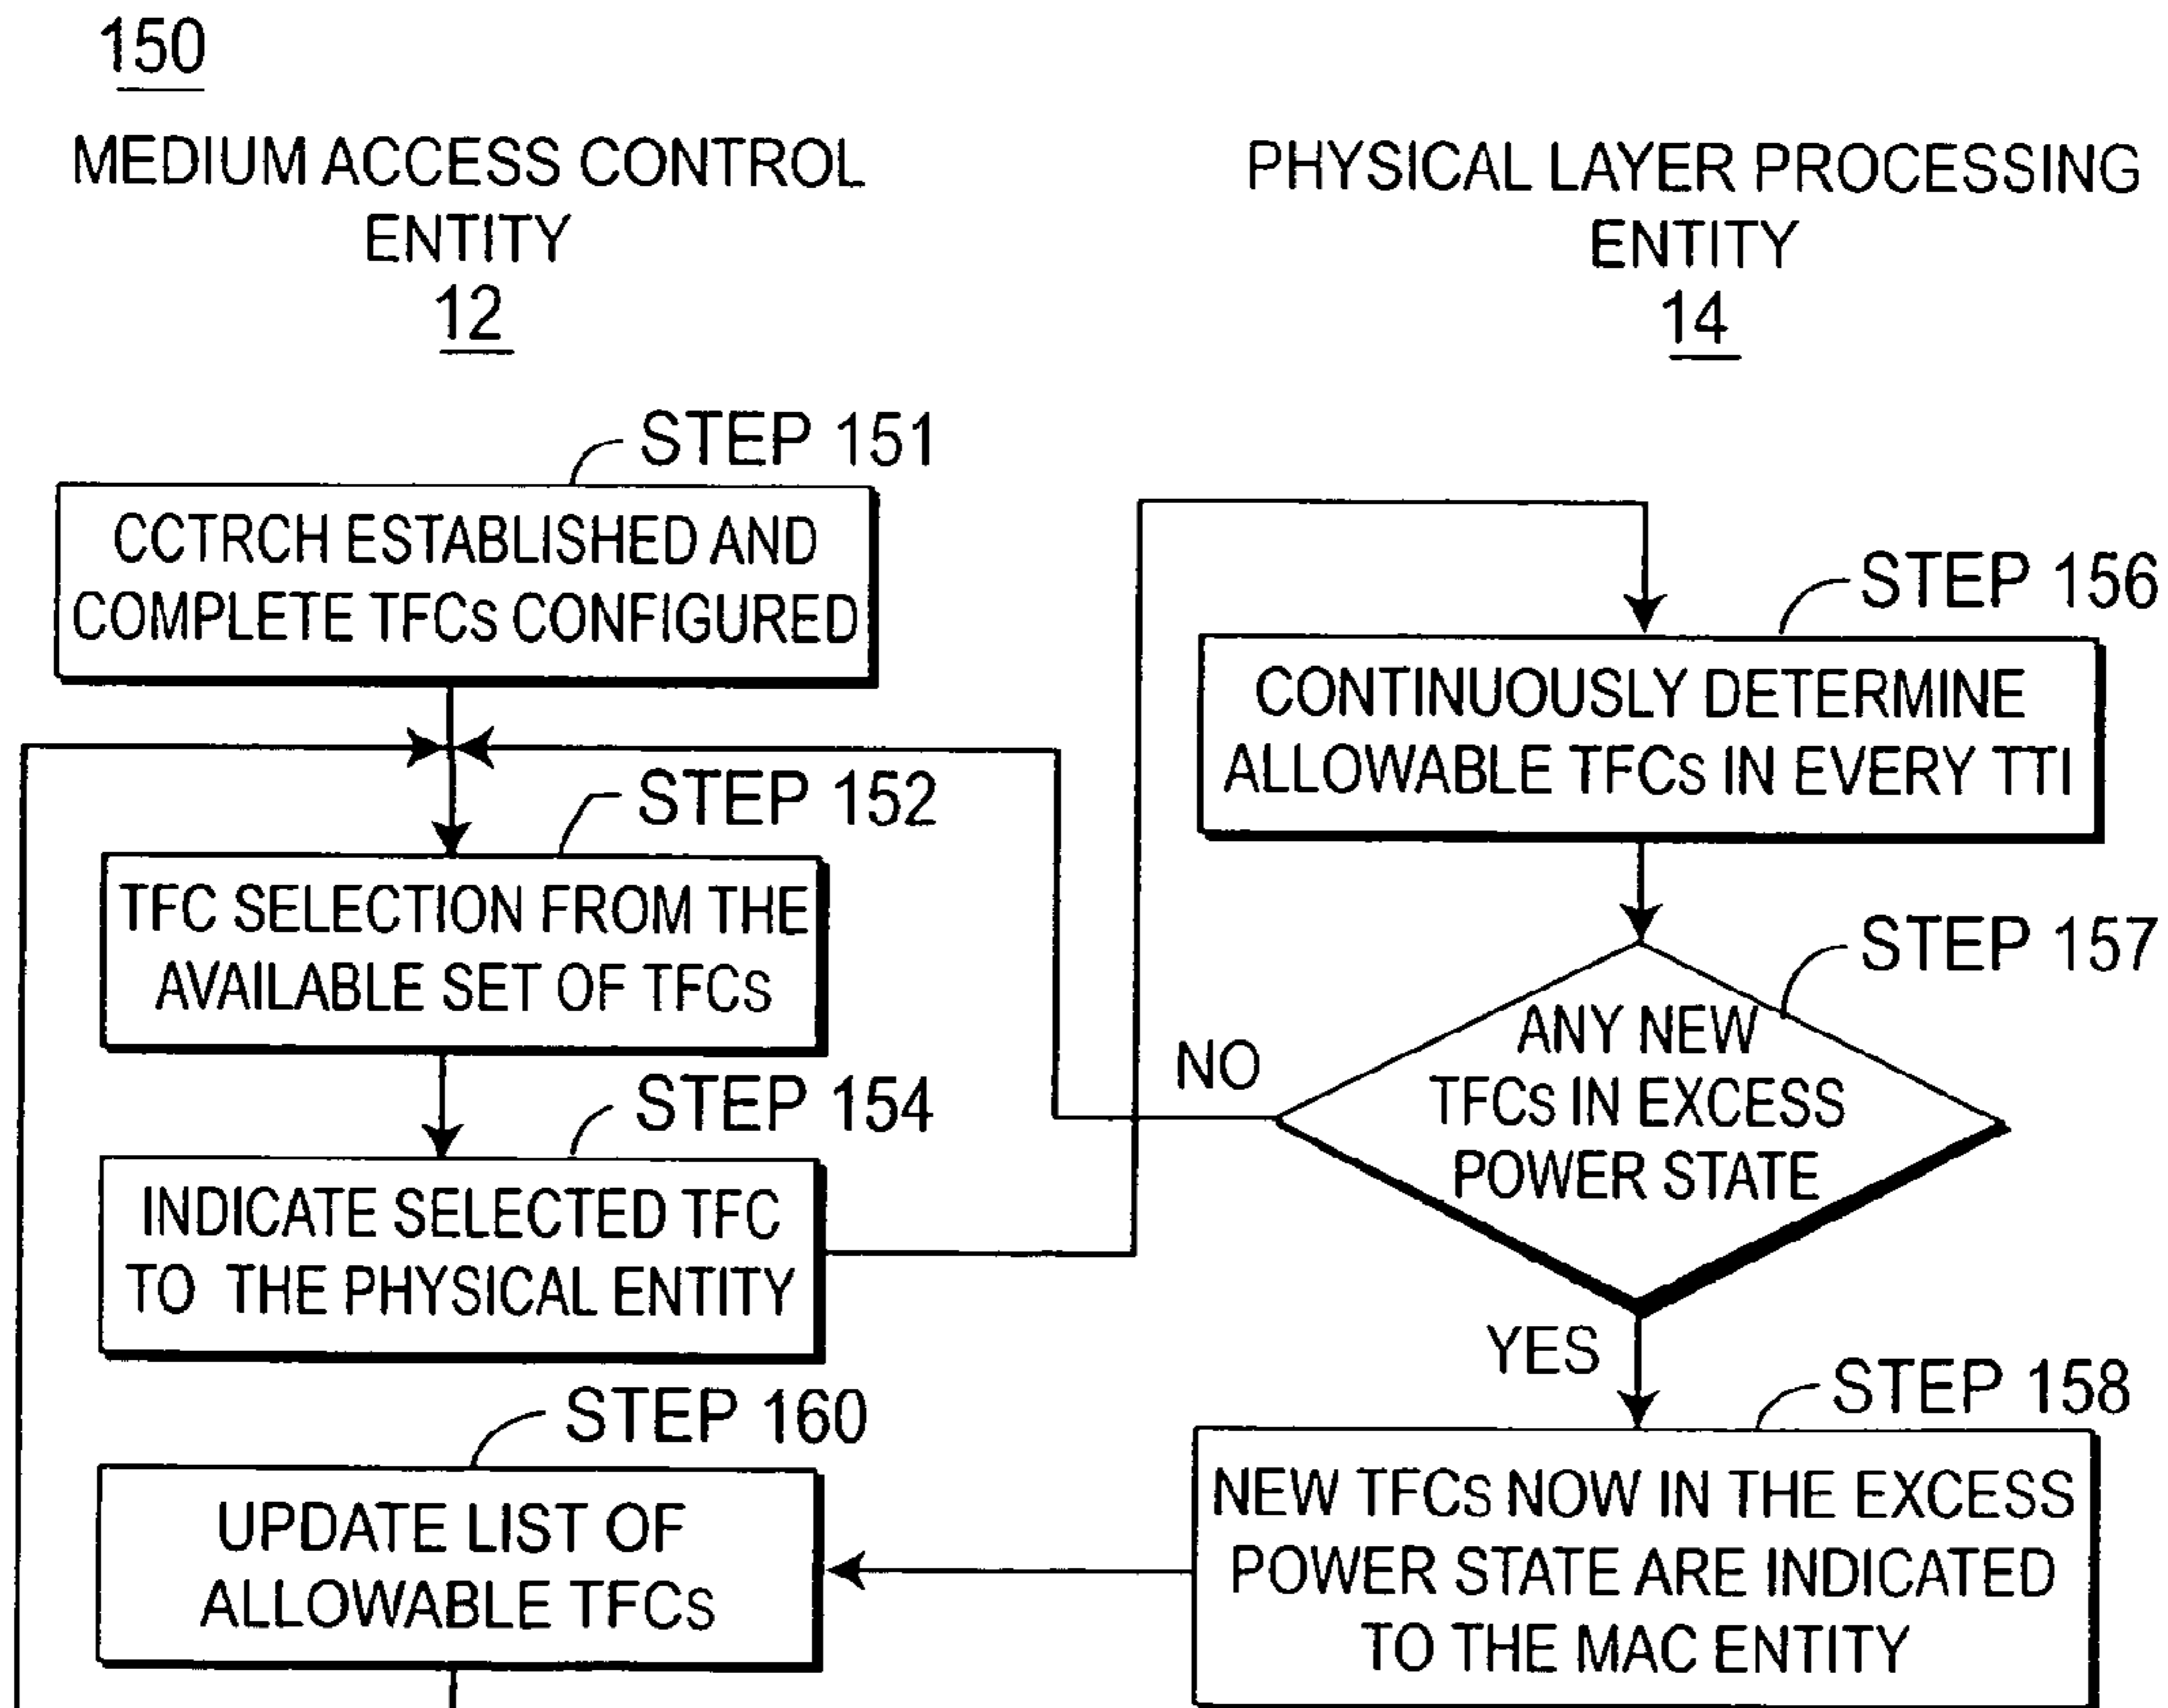 150
MEDIUM ACCESS CONTROL
ENTITY
12
PHYSICAL LAYER PROCESSING
ENTITY
14
STEP 151
CCTRCH ESTABLISHED AND
COMPLETE TFCs CONFIGURED
STEP 152
TFC SELECTION FROM THE
AVAILABLE SET OF TFCs
STEP 154
INDICATE SELECTED TFC
TO THE PHYSICAL ENTITY
STEP 156
CONTINUOUSLY DETERMINE
ALLOWABLE TFCs IN EVERY TTI
STEP 157
ANY NEW
TFCs IN EXCESS
POWER STATE
NO
YES
STEP 158
NEW TFCs NOW IN THE EXCESS
POWER STATE ARE INDICATED
TO THE MAC ENTITY
STEP 160
UPDATE LIST OF
ALLOWABLE TFCs